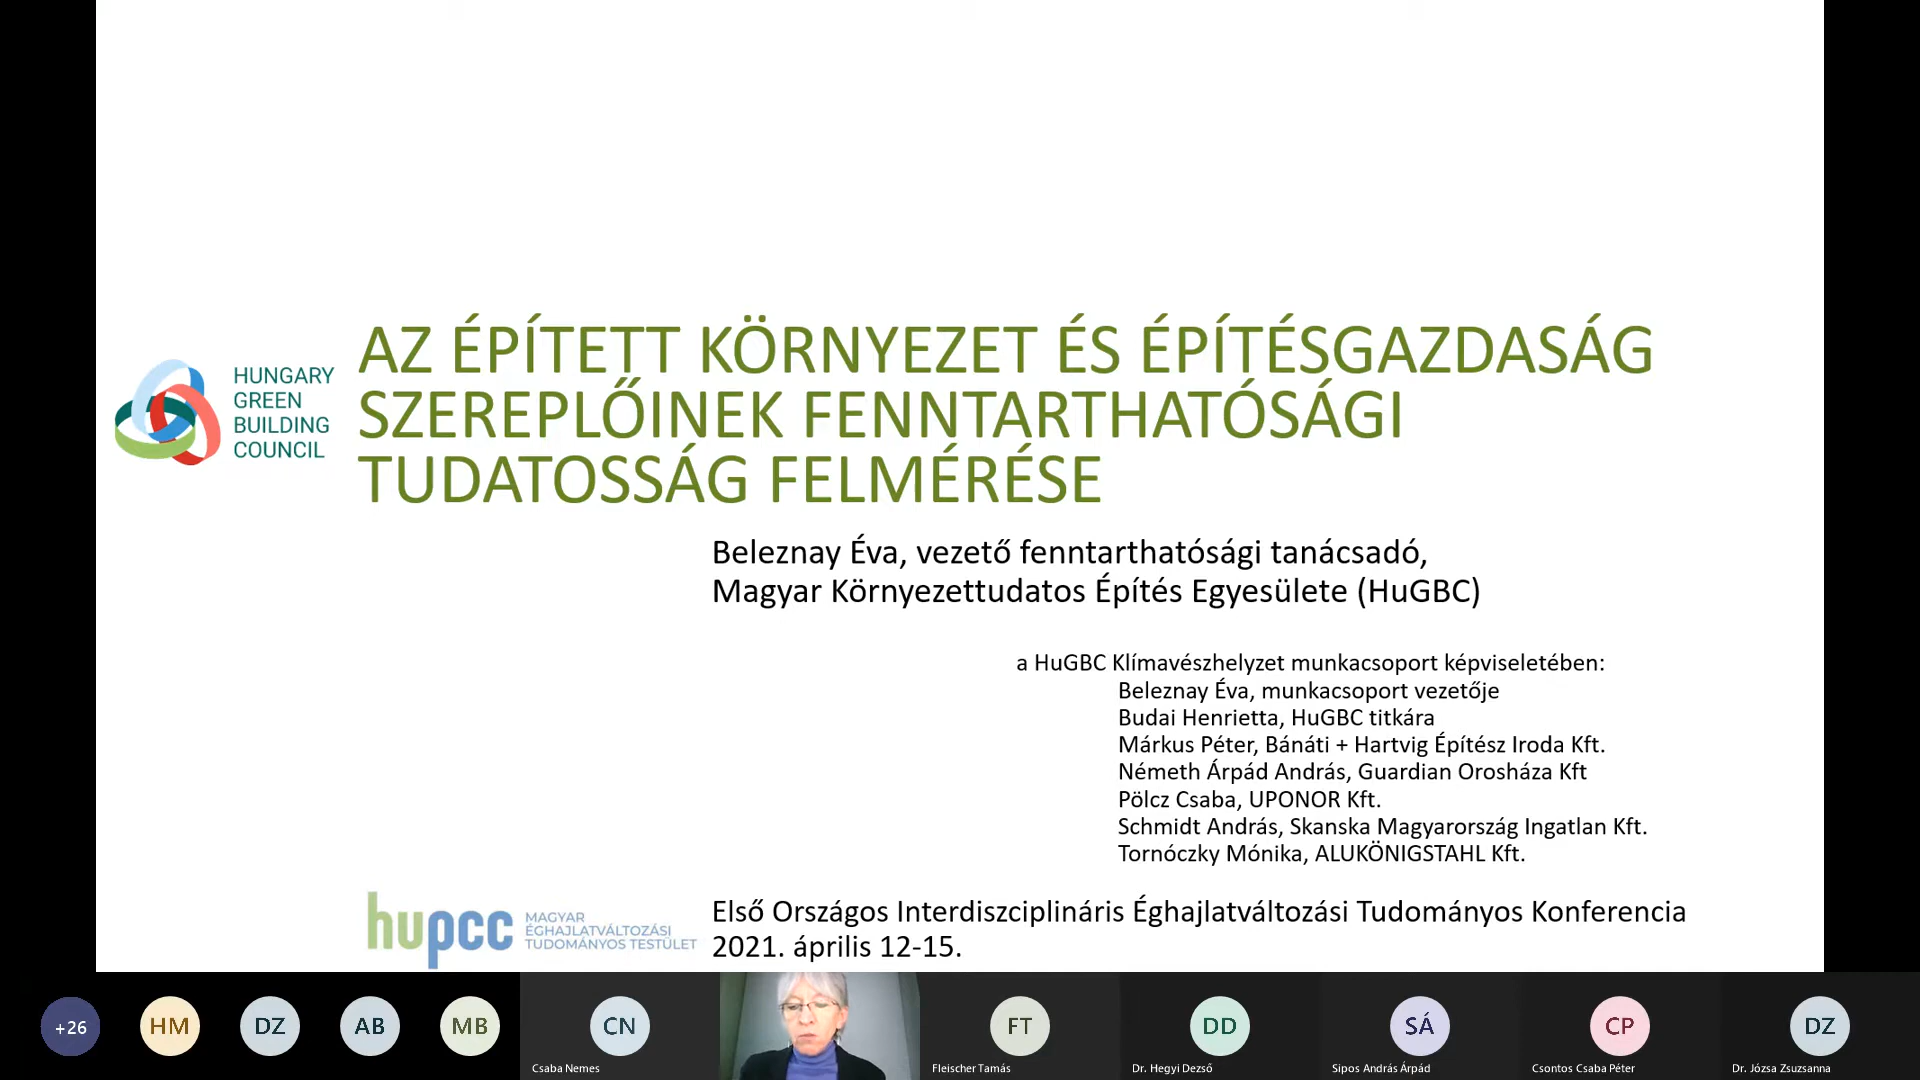 AZ ÉPÍTETT KÖRNYEZET ÉS ÉPÍTÉSGAZDASÁG
SZEREPLŐINEK FENNTARTHATÓSÁGI
TUDATOSSÁG FELMÉRÉSE
HUNGARY
GREEN
BUILDING
COUNCIL
Beleznay Éva, vezető fenntarthatósági tanácsadó,
Magyar Környezettudatos Építés Egyesülete (HuGBC)
a HuGBC Klímavészhelyzet munkacsoport képviseletében:
Beleznay Éva, munkacsoport vezetője
Budai Henrietta, HuGBC titkára
Márkus Péter, Bánáti + Hartvig Építész Iroda Kft.
Németh Árpád András, Guardian Orosháza Kft
Pölcz Csaba, UPONOR Kft.
Schmidt András, Skanska Magyarország Ingatlan Kft.
Tornóczky Mónika, ALUKÖNIGSTAHL Kft.
hupcc
MAGYAR
ÉGHAJLATVÁLTOZÁSI
TUDOMÁNYOS TESTÜLET
Első Országos Interdiszciplináris Éghajlatváltozási Tudományos Konferencia
2021. április 12-15.
+26
HM
DZ
AB
MB
CN
Csaba Nemes
FT
Fleischer Tamás
DD
Dr. Hegyi Dezső
SÁ
Sipos András Árpád
CP
Csontos Csaba Péter
DZ
Dr. Józsa Zsuzsanna